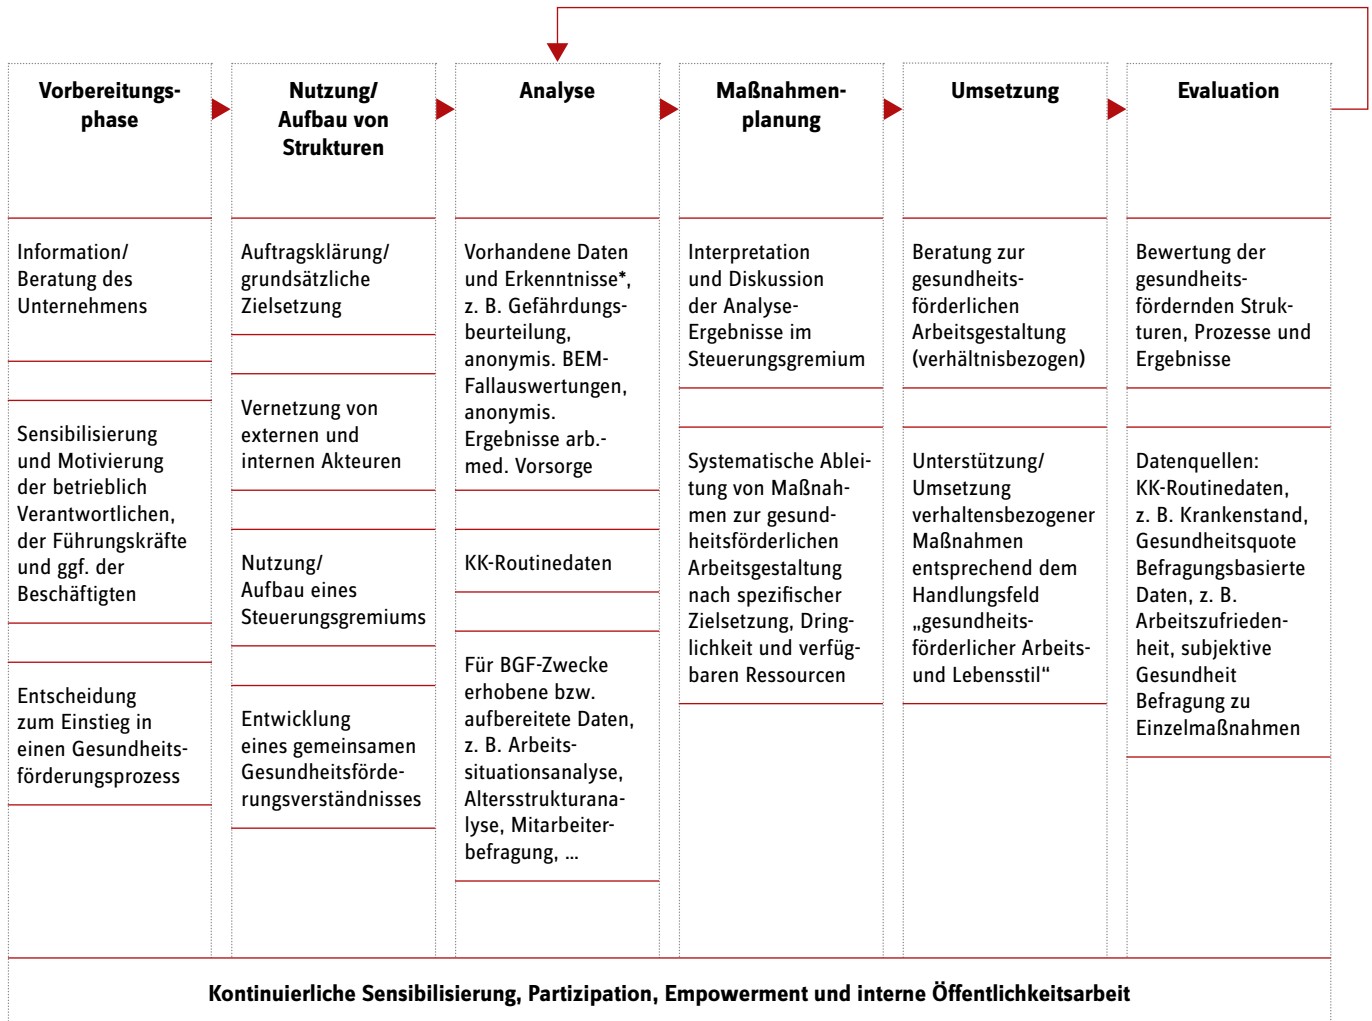 Vorbereitungs-
phase
Information/
Beratung des
Unternehmens
Sensibilisierung
und Motivierung
der betrieblich
Verantwortlichen,
der Führungskräfte
und ggf. der
Beschäftigten
Entscheidung
zum Einstieg in
einen Gesundheits-
förderungsprozess
Nutzung/
Aufbau von
Strukturen
Auftragsklärung/
grundsätzliche
Zielsetzung
Vernetzung von
externen und
internen Akteuren
Nutzung/
Aufbau eines
Steuerungsgremiums
Entwicklung
eines gemeinsamen
Gesundheitsförde-
rungsverständnisses
Analyse
Vorhandene Daten
und Erkenntnisse*,
z. B. Gefährdungs-
beurteilung,
anonymis. BEM-
Fallauswertungen,
anonymis.
Ergebnisse arb.-
med. Vorsorge
KK-Routinedaten
Für BGF-Zwecke
erhobene bzw.
aufbereitete Daten,
z. B. Arbeits-
situationsanalyse,
Altersstrukturana-
lyse, Mitarbeiter-
befragung, ...
Maßnahmen-
planung
Interpretation
und Diskussion
der Analyse-
Ergebnisse im
Steuerungsgremium
Systematische Ablei-
tung von Maßnah-
men zur gesund-
heitsförderlichen
Arbeitsgestaltung
nach spezifischer
Zielsetzung, Dring-
lichkeit und verfüg-
baren Ressourcen
Umsetzung
Beratung zur
gesundheits-
förderlichen
Arbeitsgestaltung
(verhältnisbezogen)
Unterstützung/
Umsetzung
verhaltensbezogener
Maßnahmen
entsprechend dem
Handlungsfeld
„gesundheits-
förderlicher Arbeits-
und Lebensstil“
Evaluation
Bewertung der
gesundheits-
fördernden Struk-
turen, Prozesse und
Ergebnisse
Datenquellen:
KK-Routinedaten,
z. B. Krankenstand,
Gesundheitsquote
Befragungsbasierte
Daten, z. B.
Arbeitszufrieden-
heit, subjektive
Gesundheit
Befragung zu
Einzelmaßnahmen
Kontinuierliche Sensibilisierung, Partizipation, Empowerment und interne Öffentlichkeitsarbeit